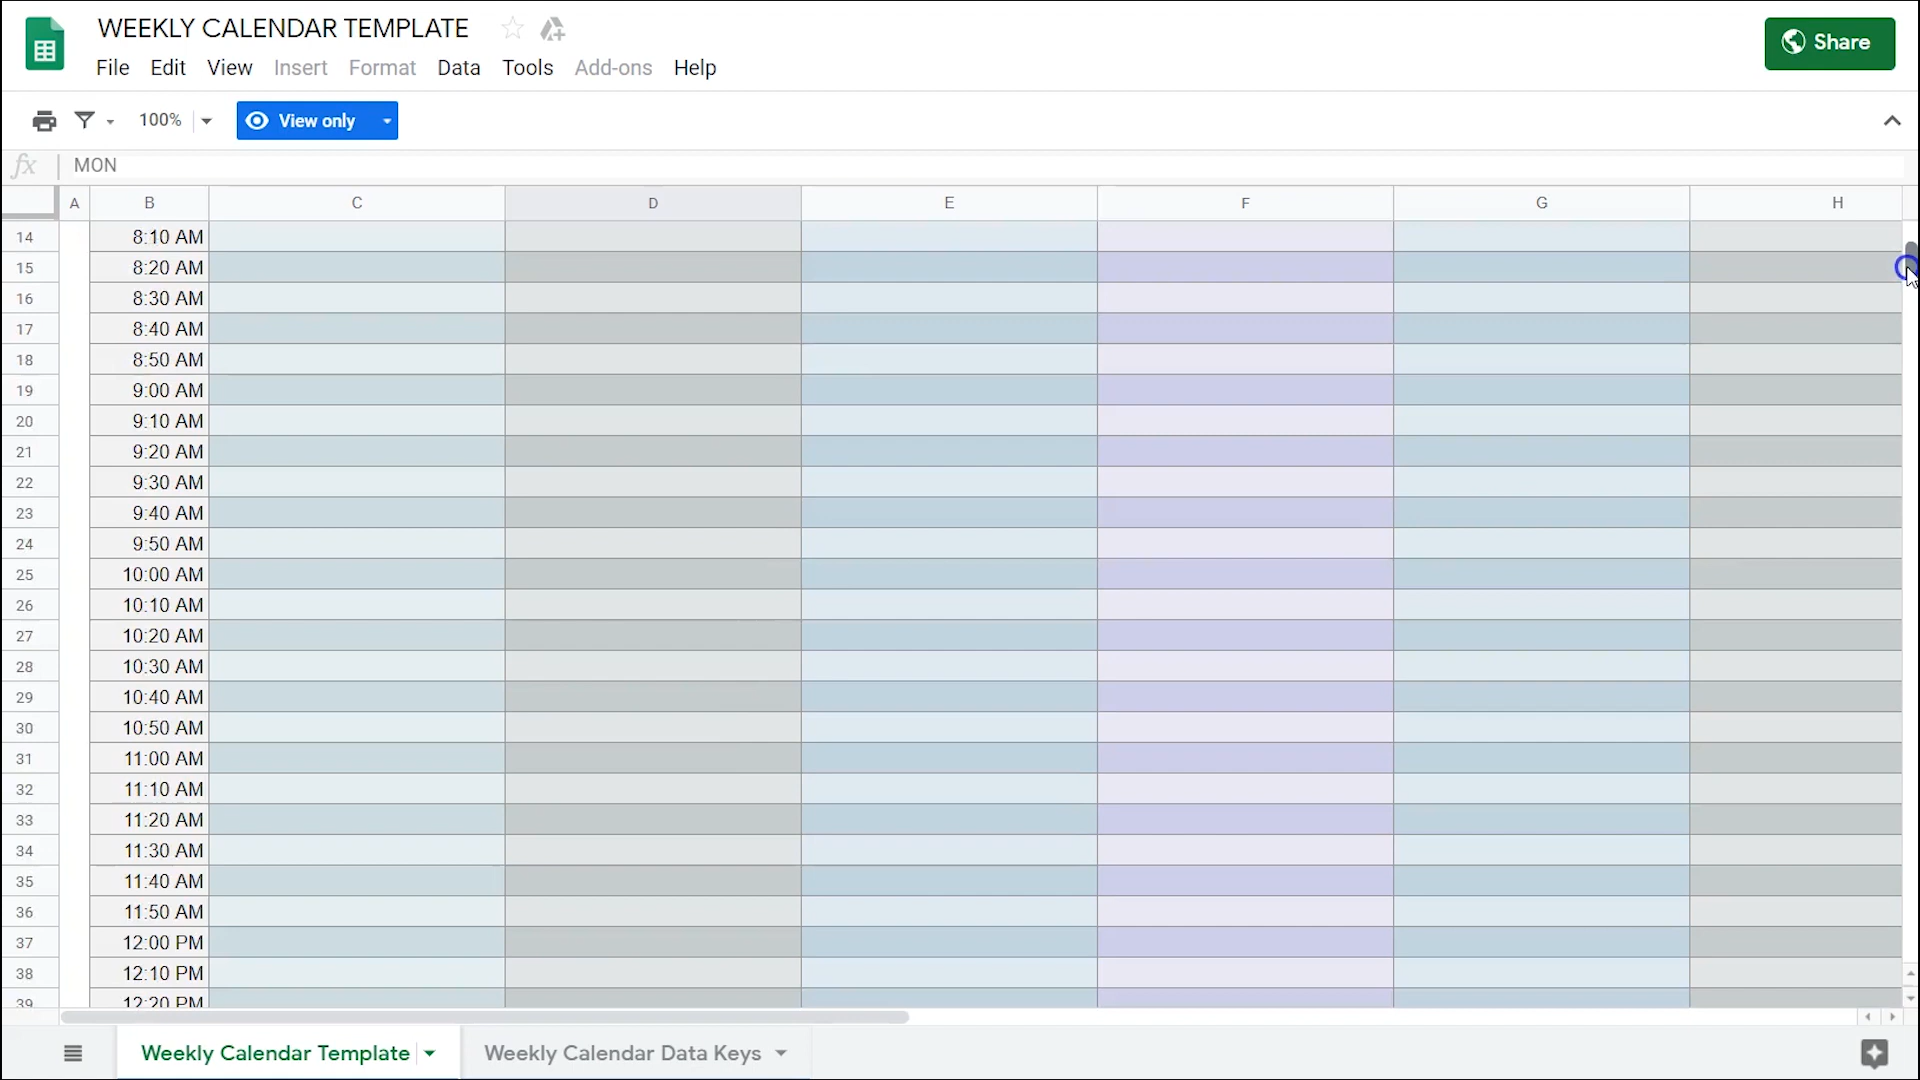 WEEKLY CALENDAR TEMPLATE
File Edit View Insert Format Data Tools Add-ons Help
Share
100% View only
fx MON
A B C D E F G H
14 8:10 AM
15 8:20 AM
16 8:30 AM
17 8:40 AM
18 8:50 AM
19 9:00 AM
20 9:10 AM
21 9:20 AM
22 9:30 AM
23 9:40 AM
24 9:50 AM
25 10:00 AM
26 10:10 AM
27 10:20 AM
28 10:30 AM
29 10:40 AM
30 10:50 AM
31 11:00 AM
32 11:10 AM
33 11:20 AM
34 11:30 AM
35 11:40 AM
36 11:50 AM
37 12:00 PM
38 12:10 PM
39 12:20 PM
Weekly Calendar Template Weekly Calendar Data Keys